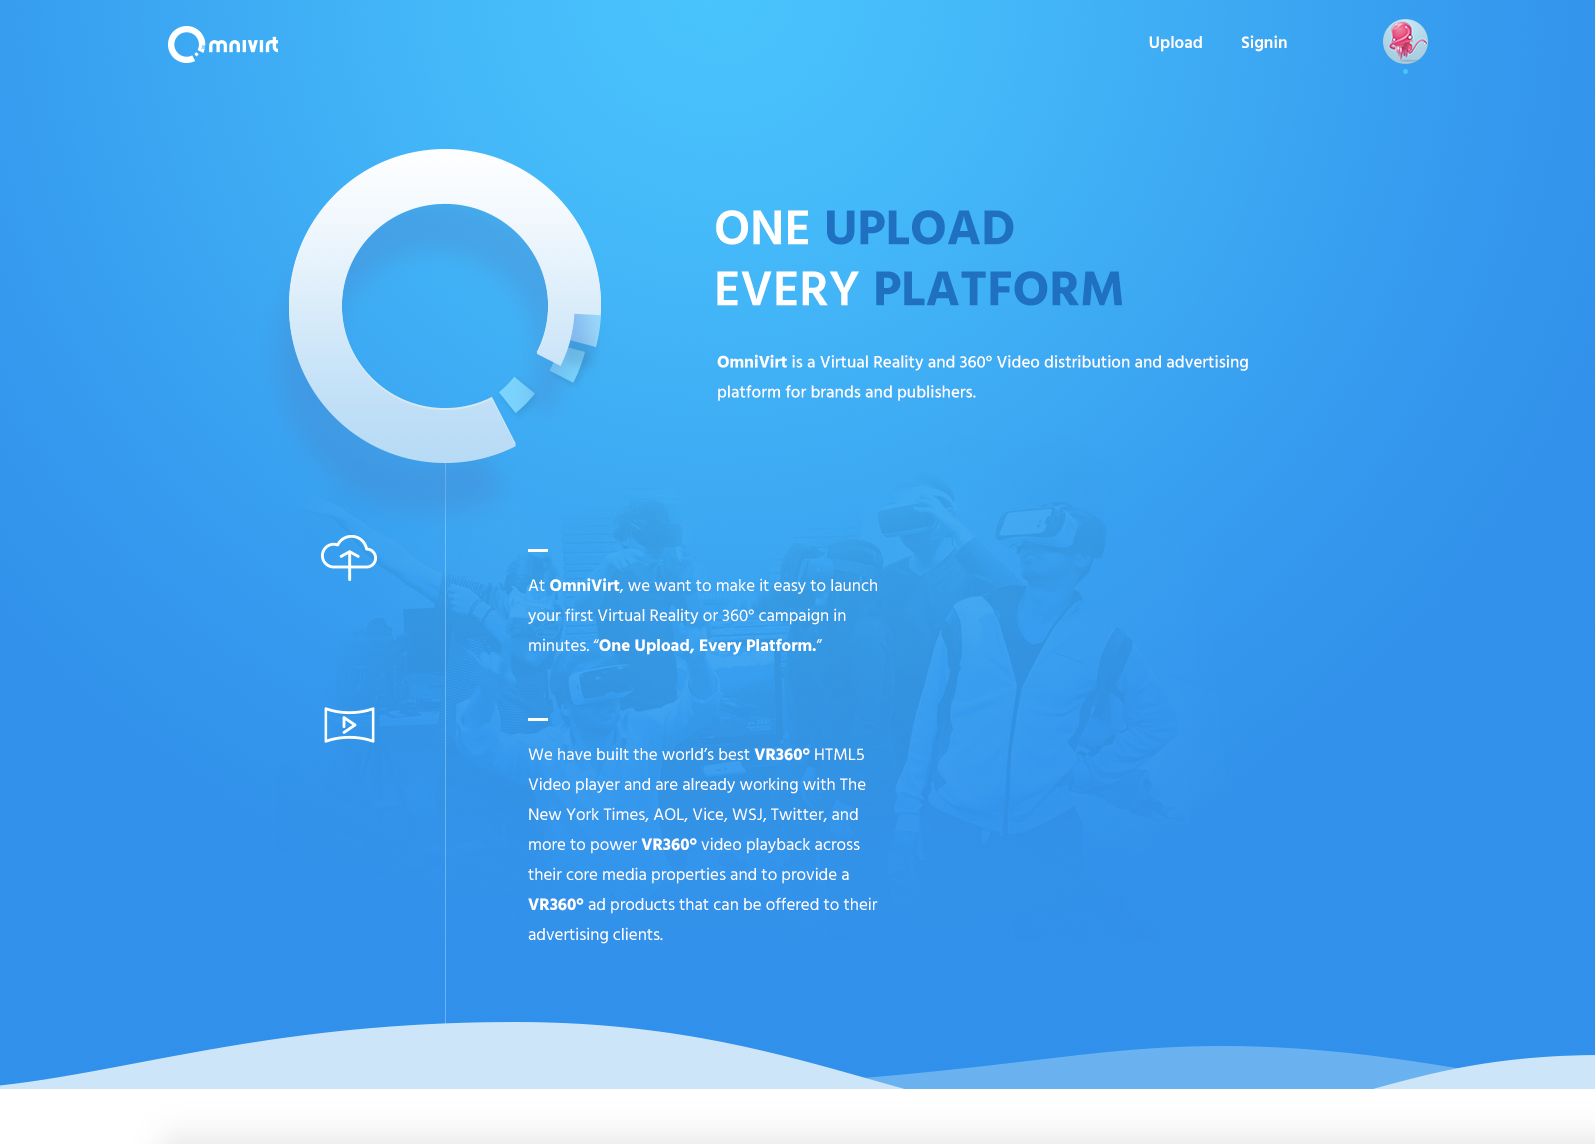 Omnivirt
Upload
Signin
ONE UPLOAD
EVERY PLATFORM
OmniVirt is a Virtual Reality and 360° Video distribution and advertising
platform for brands and publishers.
At OmniVirt, we want to make it easy to launch
your first Virtual Reality or 360° campaign in
minutes. “One Upload, Every Platform.”
We have built the world’s best VR360° HTML5
Video player and are already working with The
New York Times, AOL, Vice, WSJ, Twitter, and
more to power VR360° video playback across
their core media properties and to provide a
VR360° ad products that can be offered to their
advertising clients.